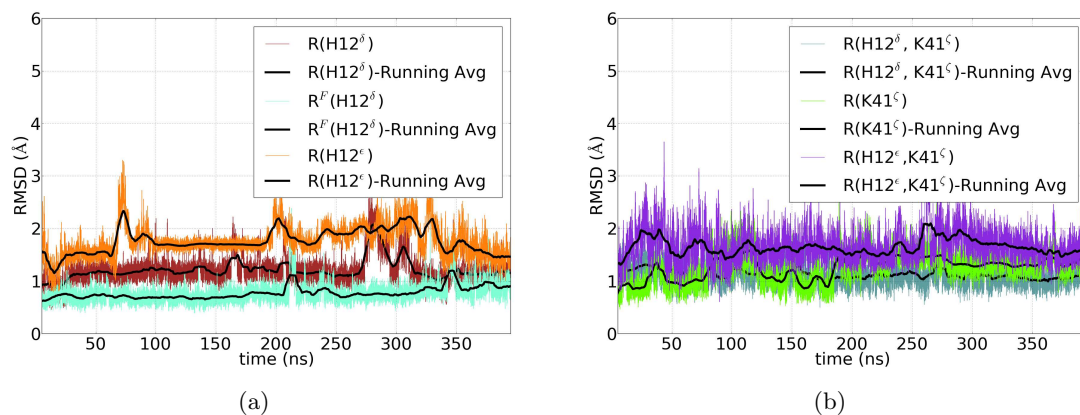 6
5
4
3
2
1
0
RMSD (Å)
R(H12^δ)
R(H12^δ)-Running Avg
R^F(H12^δ)
R^F(H12^δ)-Running Avg
R(H12^ϵ)
R(H12^ϵ)-Running Avg
50 100 150 200 250 300 350
time (ns)
(a)
6
5
4
3
2
1
0
RMSD (Å)
R(H12^δ, K41^ζ)
R(H12^δ, K41^ζ)-Running Avg
R(K41^ζ)
R(K41^ζ)-Running Avg
R(H12^ϵ,K41^ζ)
R(H12^ϵ,K41^ζ)-Running Avg
50 100 150 200 250 300 350
time (ns)
(b)